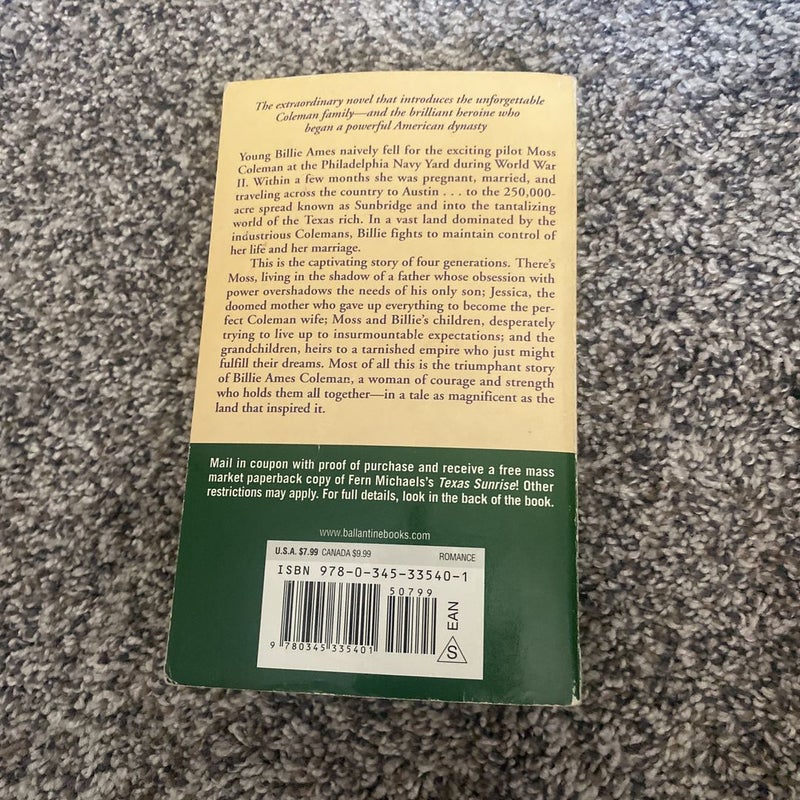 The extraordinary novel that introduces the unforgettable
Coleman family—and the brilliant heroine who
began a powerful American dynasty
Young Billie Ames naively fell for the exciting pilot Moss
Coleman at the Philadelphia Navy Yard during World War
II. Within a few months she was pregnant, married, and
traveling across the country to Austin . . . to the 250,000-
acre spread known as Sunbridge and into the tantalizing
world of the Texas rich. In a vast land dominated by the
industrious Colemans, Billie fights to maintain control of
her life and her marriage.
This is the captivating story of four generations. There's
Moss, living in the shadow of a father whose obsession with
power overshadows the needs of his only son; Jessica, the
doomed mother who gave up everything to become the per-
fect Coleman wife; Moss and Billie's children, desperately
trying to live up to insurmountable expectations; and the
grandchildren, heirs to a tarnished empire who just might
fulfill their dreams. Most of all this is the triumphant story
of Billie Ames Coleman, a woman of courage and strength
who holds them all together—in a tale as magnificent as the
land that inspired it.
Mail in coupon with proof of purchase and receive a free mass
market paperback copy of Fern Michaels's Texas Sunrise! Other
restrictions may apply. For full details, look in the back of the book.
www.ballantinebooks.com
U.S.A. $7.99 CANADA $9.99 ROMANCE
ISBN 978-0-345-33540-1
50799
9 780345 335401
EAN
S